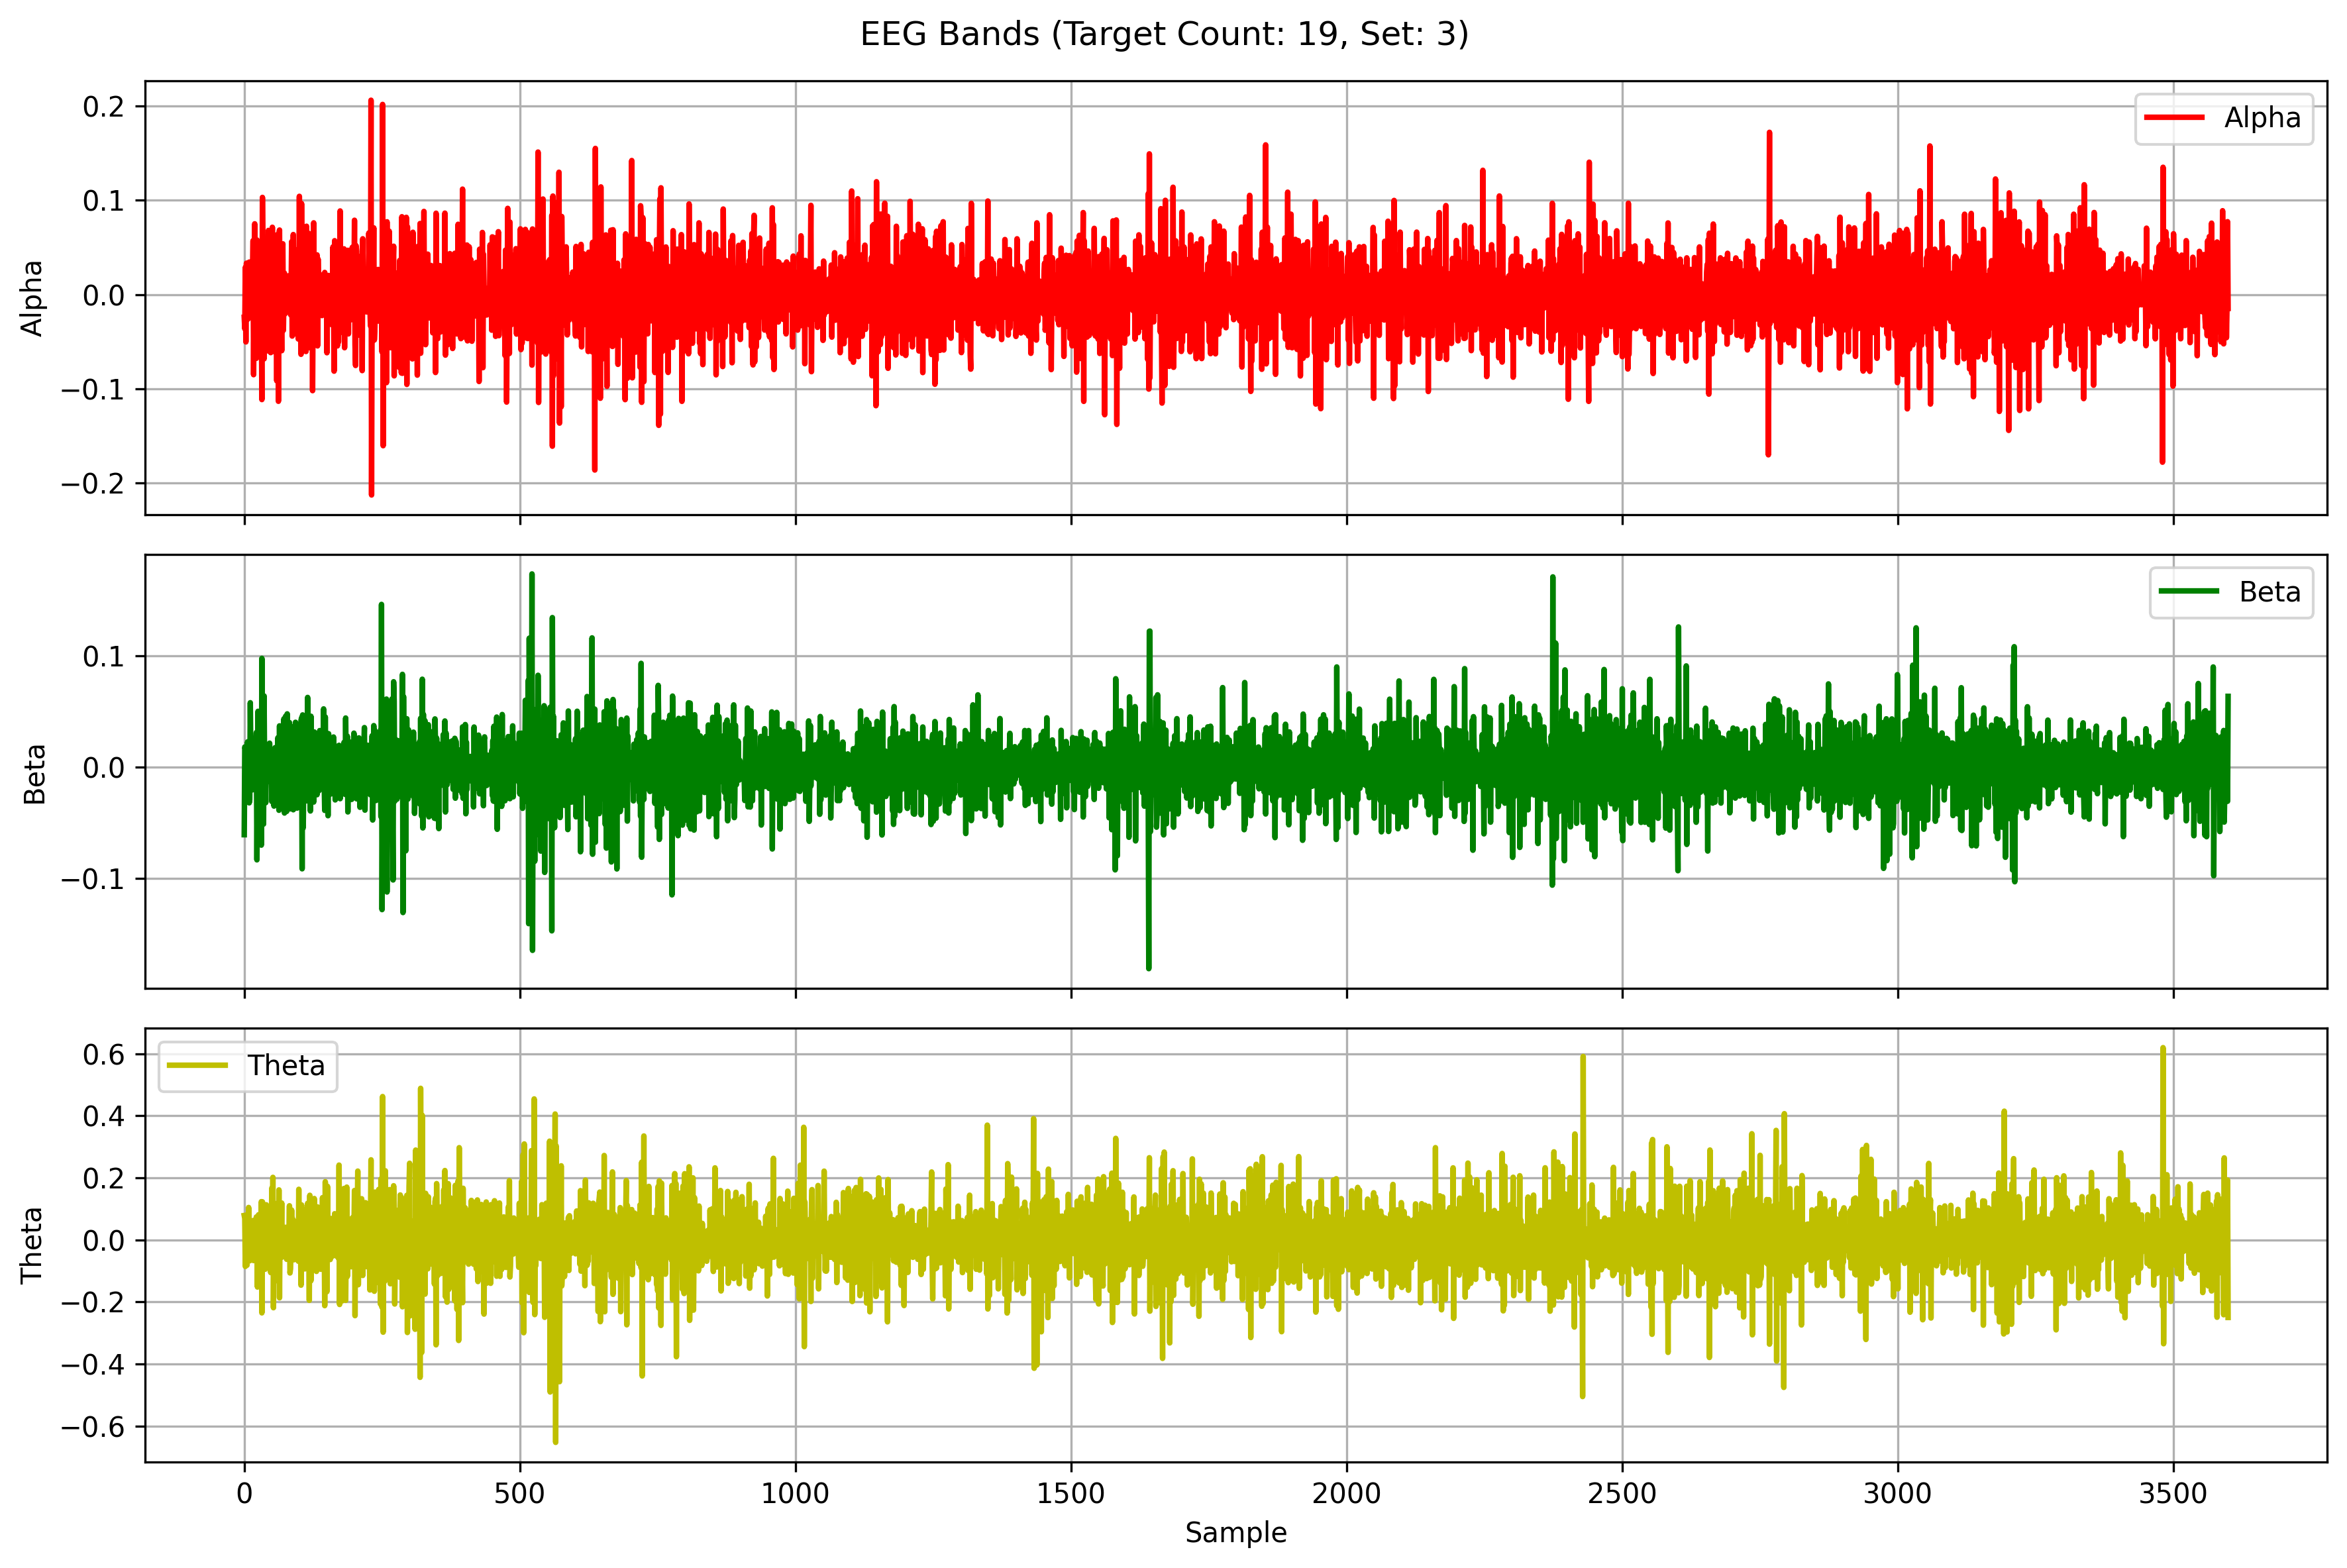 EEG Bands (Target Count: 19, Set: 3)
0.2
0.1
0.0
−0.1
−0.2
Alpha
Alpha
0.1
0.0
−0.1
Beta
Beta
0.6
0.4
0.2
0.0
−0.2
−0.4
−0.6
Theta
Theta
0 500 1000 1500 2000 2500 3000 3500
Sample